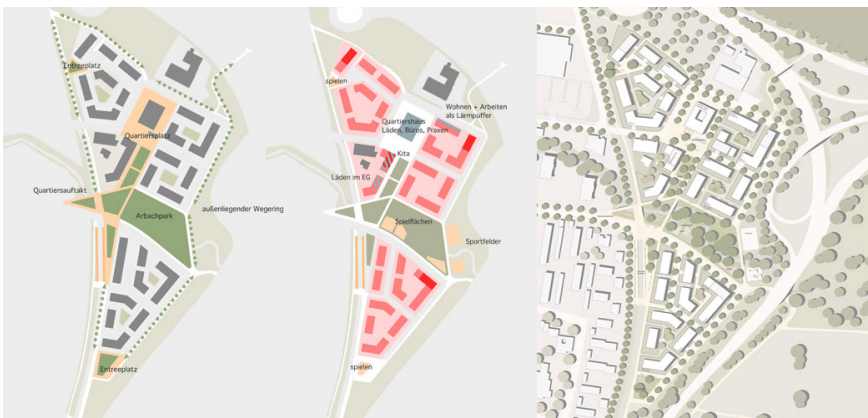 Entreeplatz
Quartiersplatz
Quartiersauftakt
Arbachpark
außenliegender Wegering
Entreeplatz
spielen
Wohnen + Arbeiten
als Lärmpuffer
Quartiershaus
Läden, Büros, Praxen
Kita
Läden im EG
Spielflächen
Sportfelder
spielen